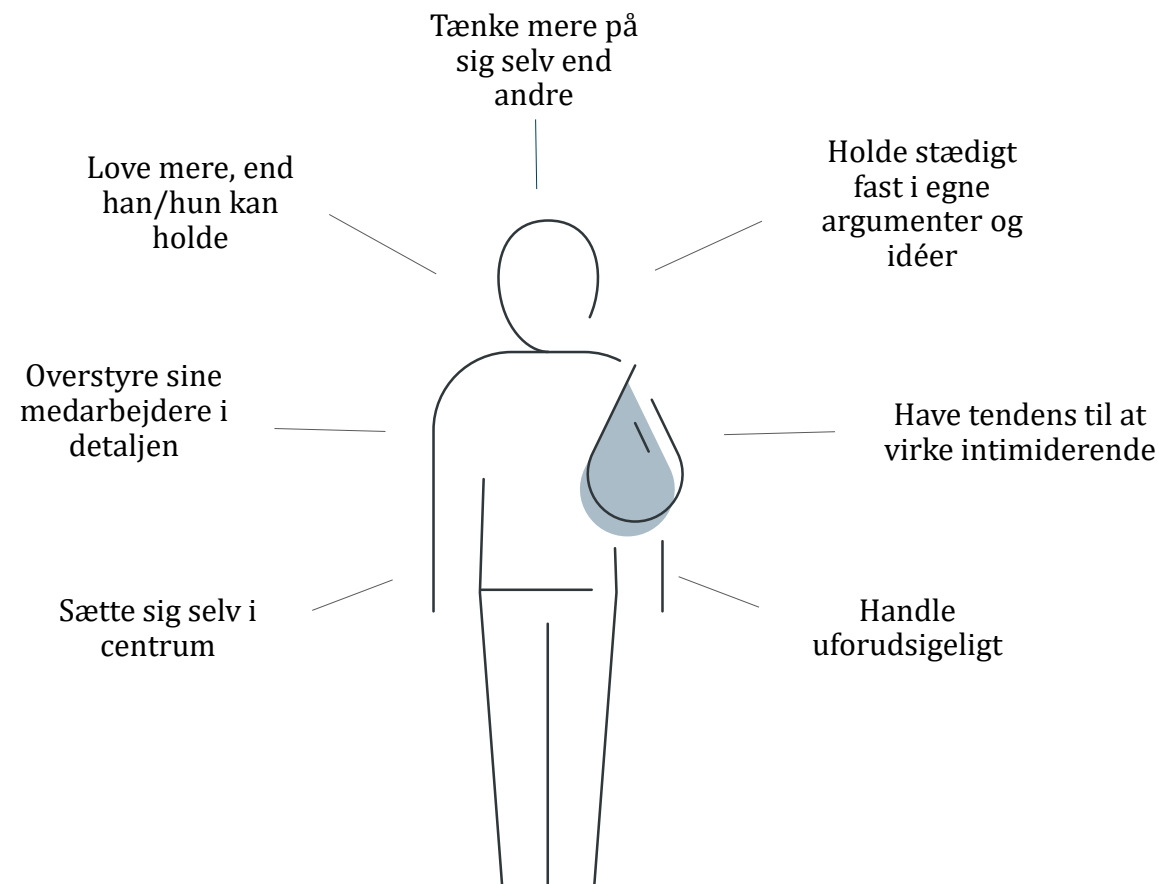 Tænke mere på
sig selv end
andre
Love mere, end
han/hun kan
holde
Holde stædigt
fast i egne
argumenter og
idéer
Overstyre sine
medarbejdere i
detaljen
Have tendens til at
virke intimiderende
Sætte sig selv i
centrum
Handle
uforudsigeligt